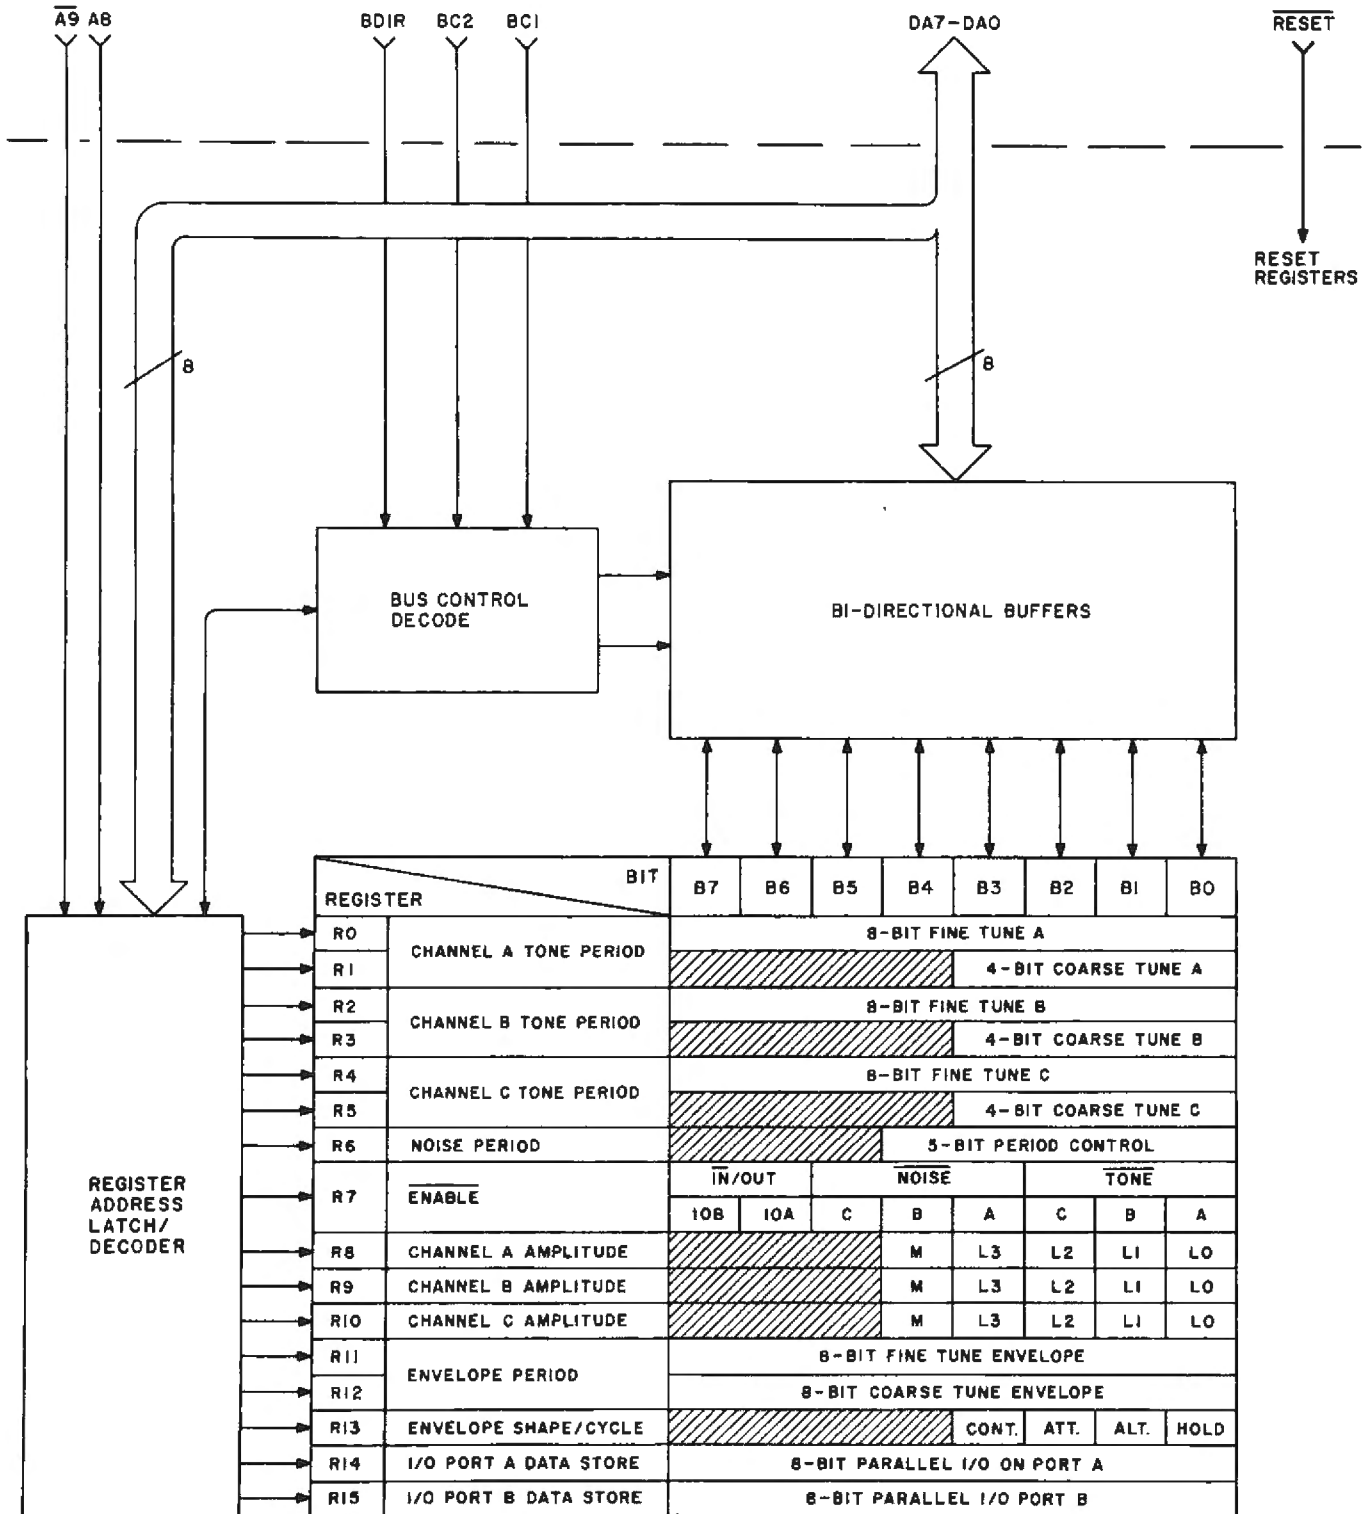 A9 A8 BDIR BC2 BC1 DA7-DA0 RESET
RESET
REGISTERS
8 8
BUS CONTROL
DECODE
BI-DIRECTIONAL BUFFERS
REGISTER
ADDRESS
LATCH/
DECODER
REGISTER BIT B7 B6 B5 B4 B3 B2 B1 B0
R0 CHANNEL A TONE PERIOD 8-BIT FINE TUNE A
R1 4-BIT COARSE TUNE A
R2 CHANNEL B TONE PERIOD 8-BIT FINE TUNE B
R3 4-BIT COARSE TUNE B
R4 CHANNEL C TONE PERIOD 8-BIT FINE TUNE C
R5 4-BIT COARSE TUNE C
R6 NOISE PERIOD 5-BIT PERIOD CONTROL
R7 ENABLE IN/OUT NOISE TONE
IOB IOA C B A C B A
R8 CHANNEL A AMPLITUDE M L3 L2 L1 L0
R9 CHANNEL B AMPLITUDE M L3 L2 L1 L0
R10 CHANNEL C AMPLITUDE M L3 L2 L1 L0
R11 ENVELOPE PERIOD 8-BIT FINE TUNE ENVELOPE
R12 8-BIT COARSE TUNE ENVELOPE
R13 ENVELOPE SHAPE/CYCLE CONT. ATT. ALT. HOLD
R14 I/O PORT A DATA STORE 8-BIT PARALLEL I/O ON PORT A
R15 I/O PORT B DATA STORE 8-BIT PARALLEL I/O PORT B